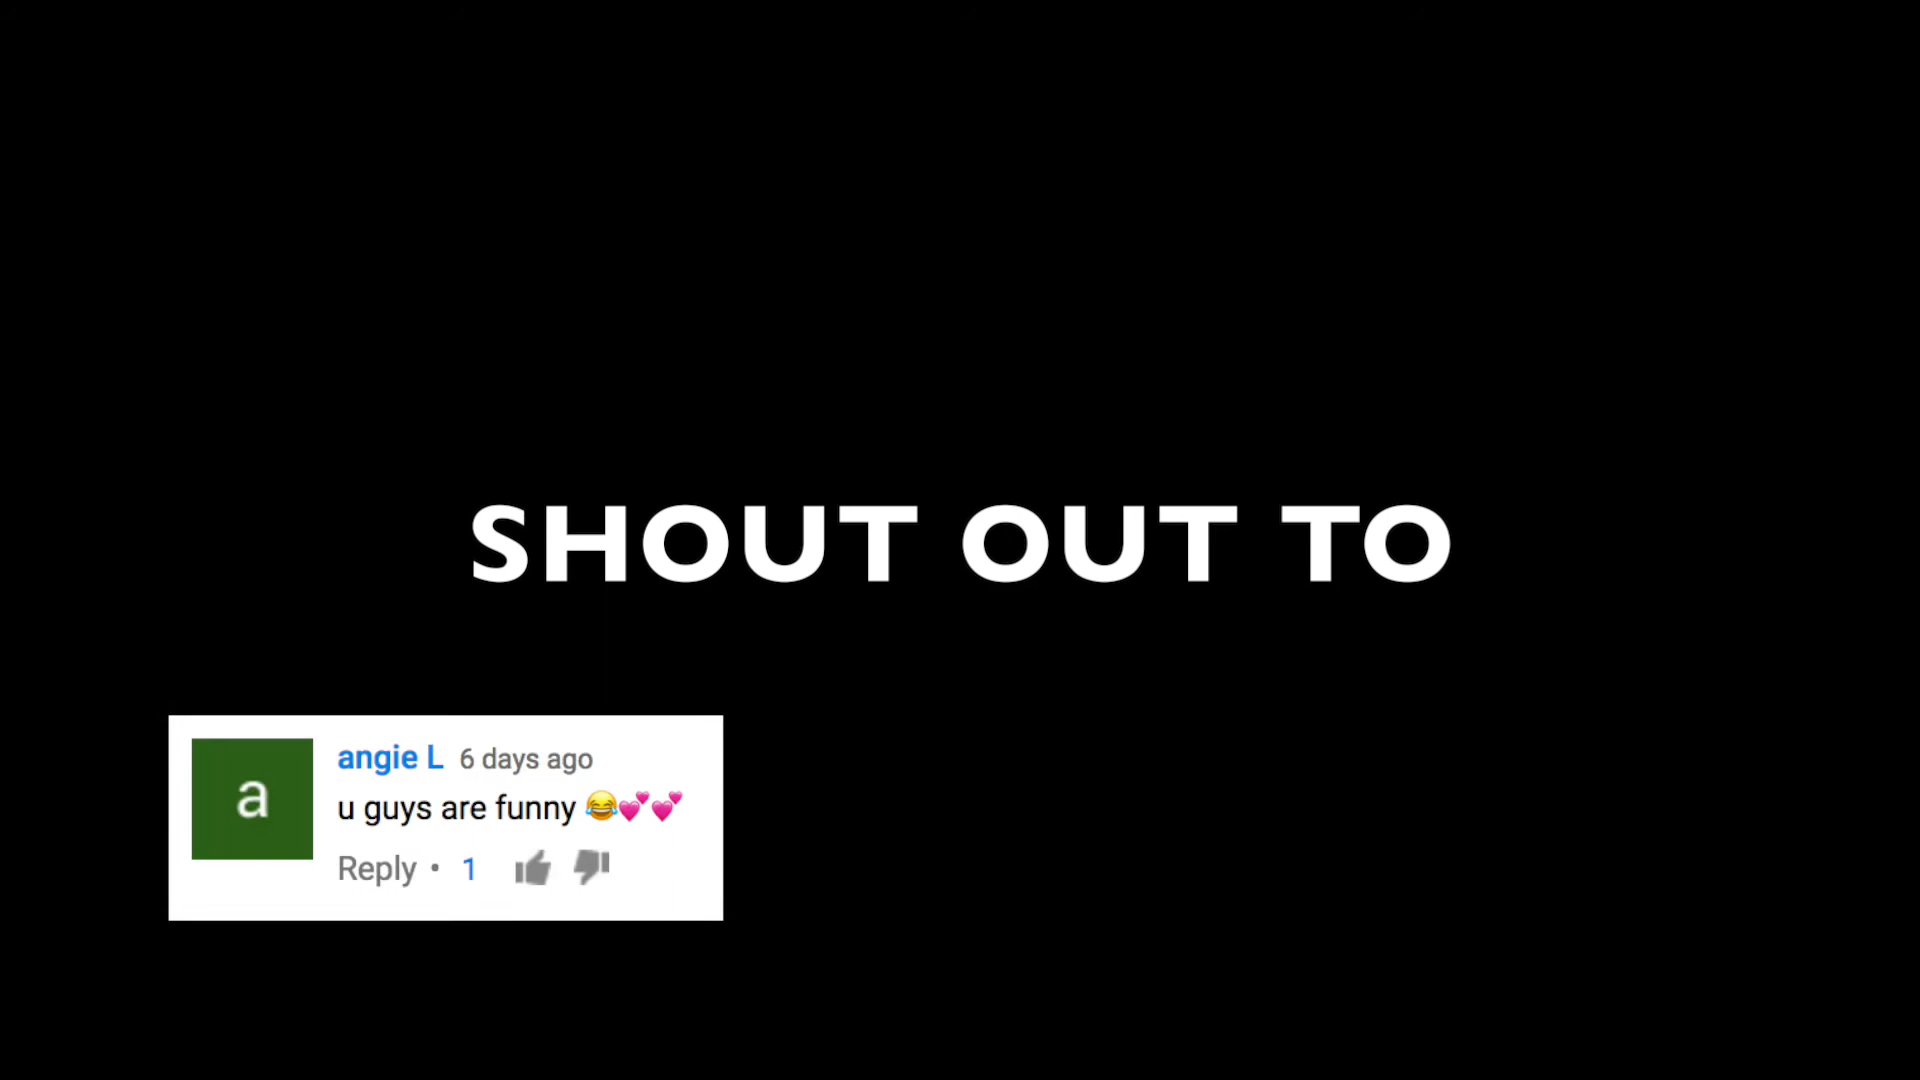 SHOUT OUT TO
a
angie L 6 days ago
u guys are funny 😂💕💕
Reply • 1